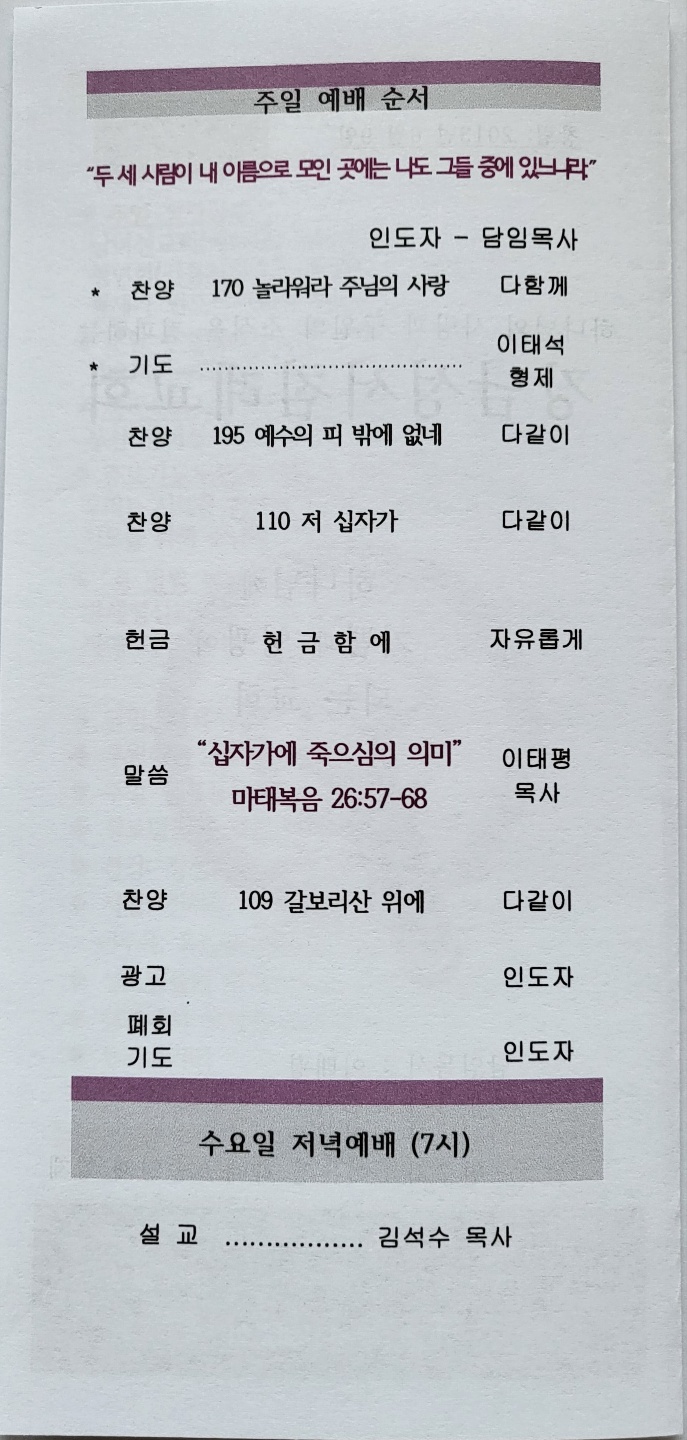 주일 예배 순서
“두 세 사람이 내 이름으로 모인 곳에는 나도 그들 중에 있느니라.”
인도자 - 담임목사
* 찬양 170 놀라워라 주님의 사랑 다함께
* 기도 ........................................ 이태석 형제
찬양 195 예수의 피 밖에 없네 다같이
찬양 110 저 십자가 다같이
헌금 헌 금 함 에 자유롭게
말씀 “십자가에 죽으심의 의미” 이태평 목사
마태복음 26:57-68
찬양 109 갈보리산 위에 다같이
광고 인도자
폐회 기도 인도자
수요일 저녁예배 (7시)
설 교 ................. 김석수 목사